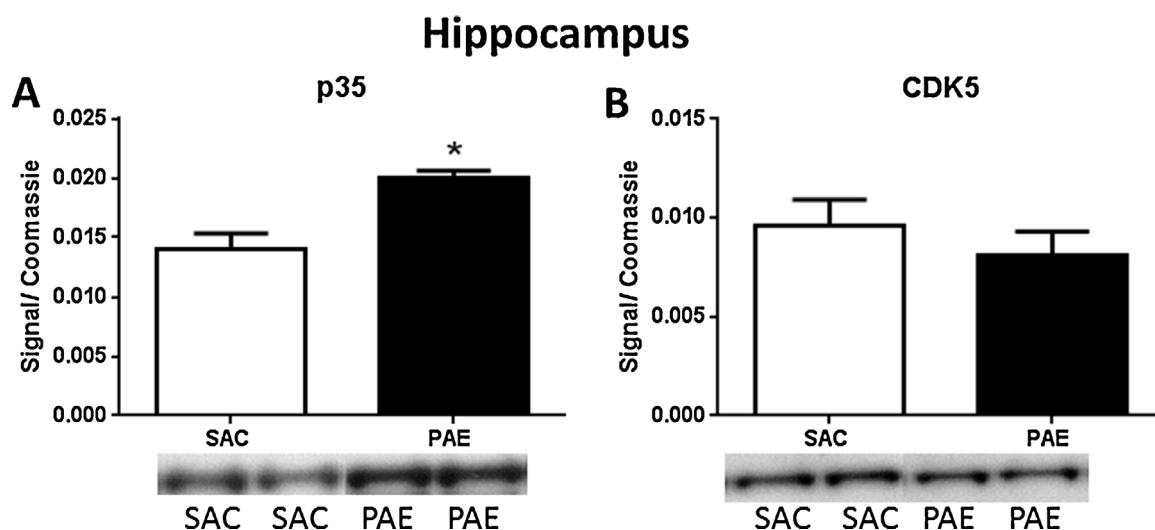 Hippocampus
A
p35
Signal/ Coomassie
0.025
0.020
0.015
0.010
0.005
0.000
*
SAC PAE
SAC SAC PAE PAE
B
CDK5
Signal/ Coomassie
0.015
0.010
0.005
0.000
SAC PAE
SAC SAC PAE PAE